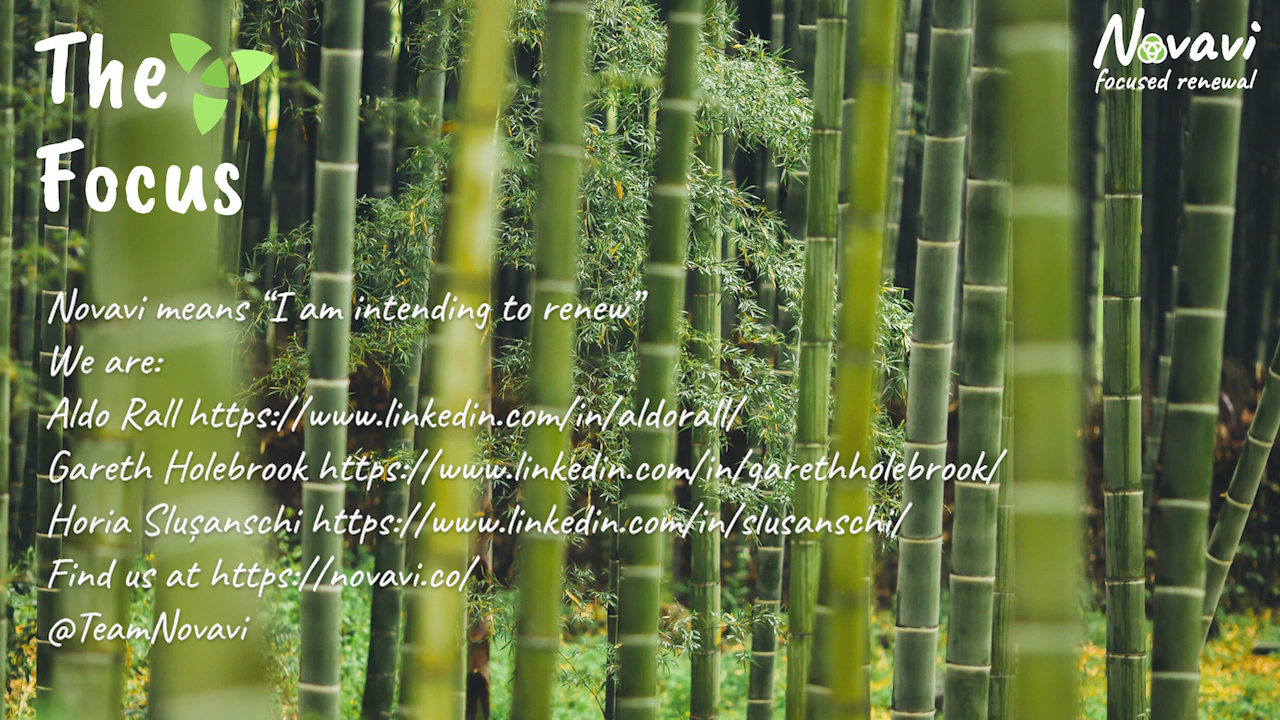 The
Focus
Novavi
focused renewal
Novavi means “I am intending to renew”
We are:
Aldo Rall https://www.linkedin.com/in/aldorall/
Gareth Holebrook https://www.linkedin.com/in/garethholebrook/
Horia Slușanschi https://www.linkedin.com/in/slusanschi/
Find us at https://novavi.co/
@TeamNovavi